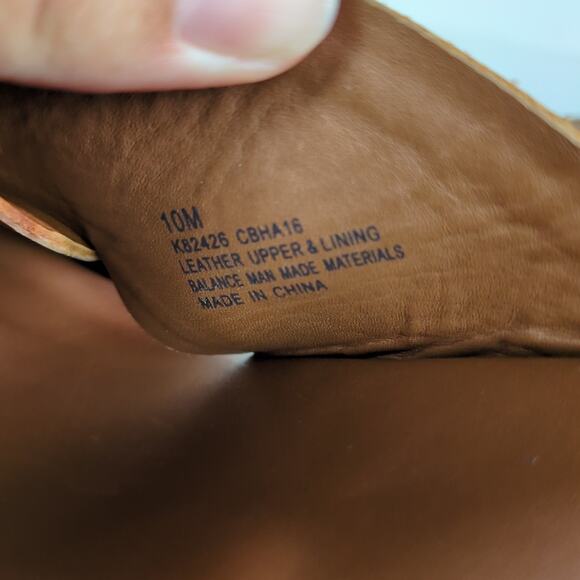 10M
K82426 CBHA16
LEATHER UPPER & LINING
BALANCE MAN MADE MATERIALS
MADE IN CHINA